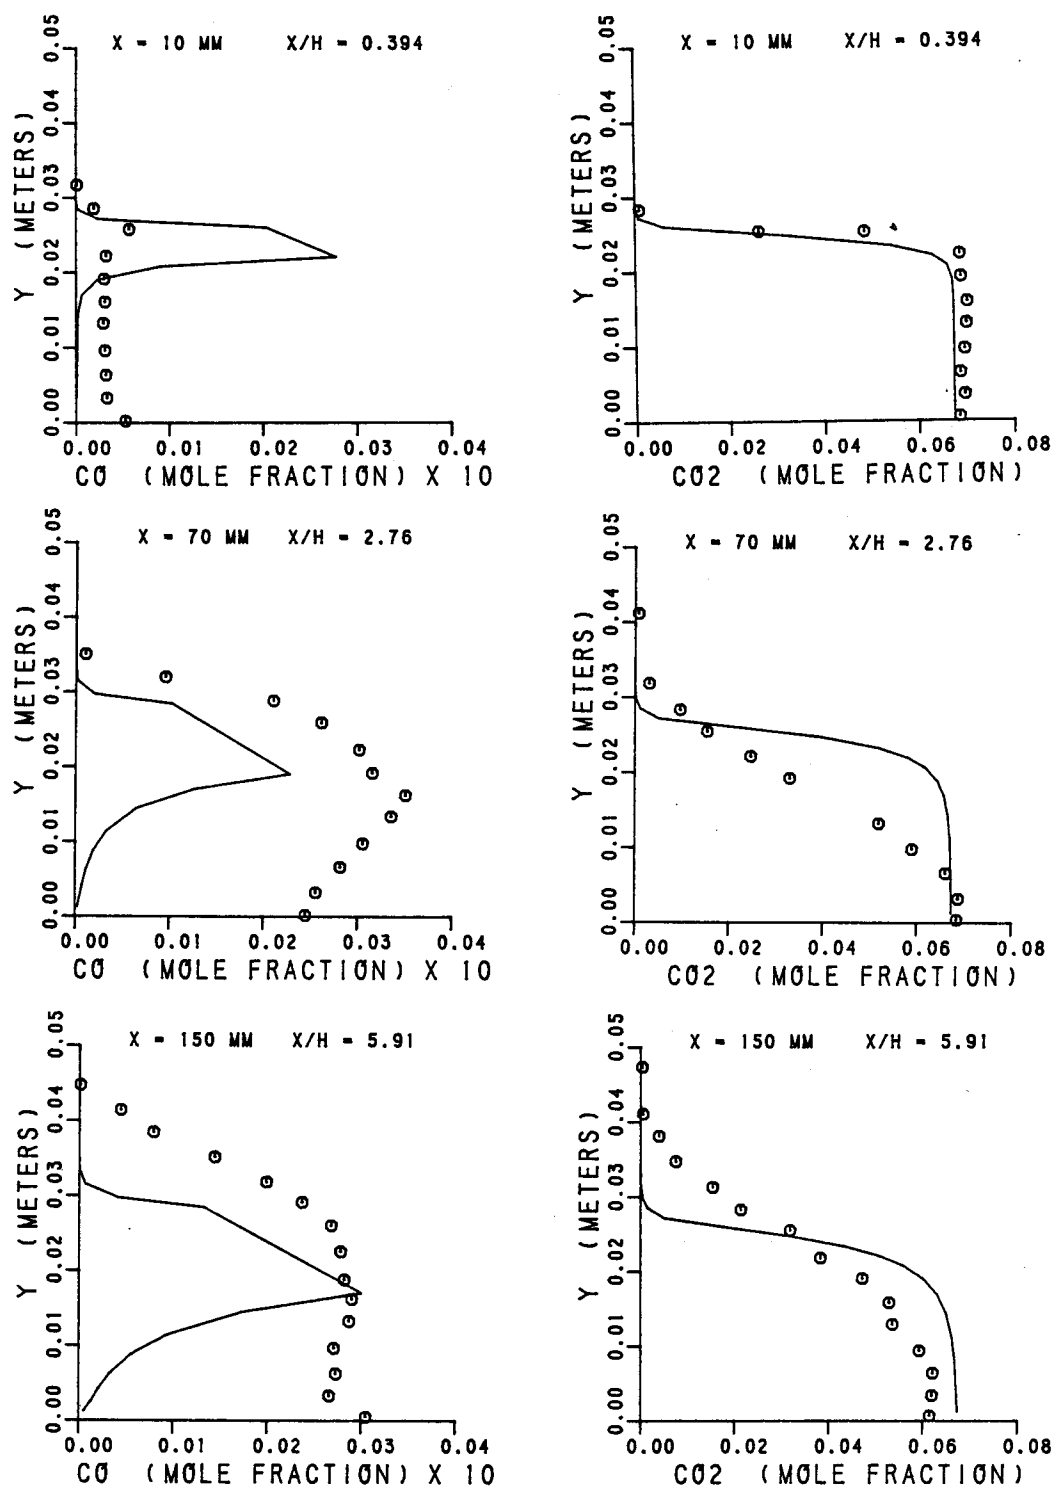 X = 10 MM X/H = 0.394
Y (METERS)
0.00 0.01 0.02 0.03 0.04 0.05
0.00 0.01 0.02 0.03 0.04
CO (MOLE FRACTION) X 10
X = 10 MM X/H = 0.394
Y (METERS)
0.00 0.01 0.02 0.03 0.04 0.05
0.00 0.02 0.04 0.06 0.08
CO2 (MOLE FRACTION)
X = 70 MM X/H = 2.76
Y (METERS)
0.00 0.01 0.02 0.03 0.04 0.05
0.00 0.01 0.02 0.03 0.04
CO (MOLE FRACTION) X 10
X = 70 MM X/H = 2.76
Y (METERS)
0.00 0.01 0.02 0.03 0.04 0.05
0.00 0.02 0.04 0.06 0.08
CO2 (MOLE FRACTION)
X = 150 MM X/H = 5.91
Y (METERS)
0.00 0.01 0.02 0.03 0.04 0.05
0.00 0.01 0.02 0.03 0.04
CO (MOLE FRACTION) X 10
X = 150 MM X/H = 5.91
Y (METERS)
0.00 0.01 0.02 0.03 0.04 0.05
0.00 0.02 0.04 0.06 0.08
CO2 (MOLE FRACTION)